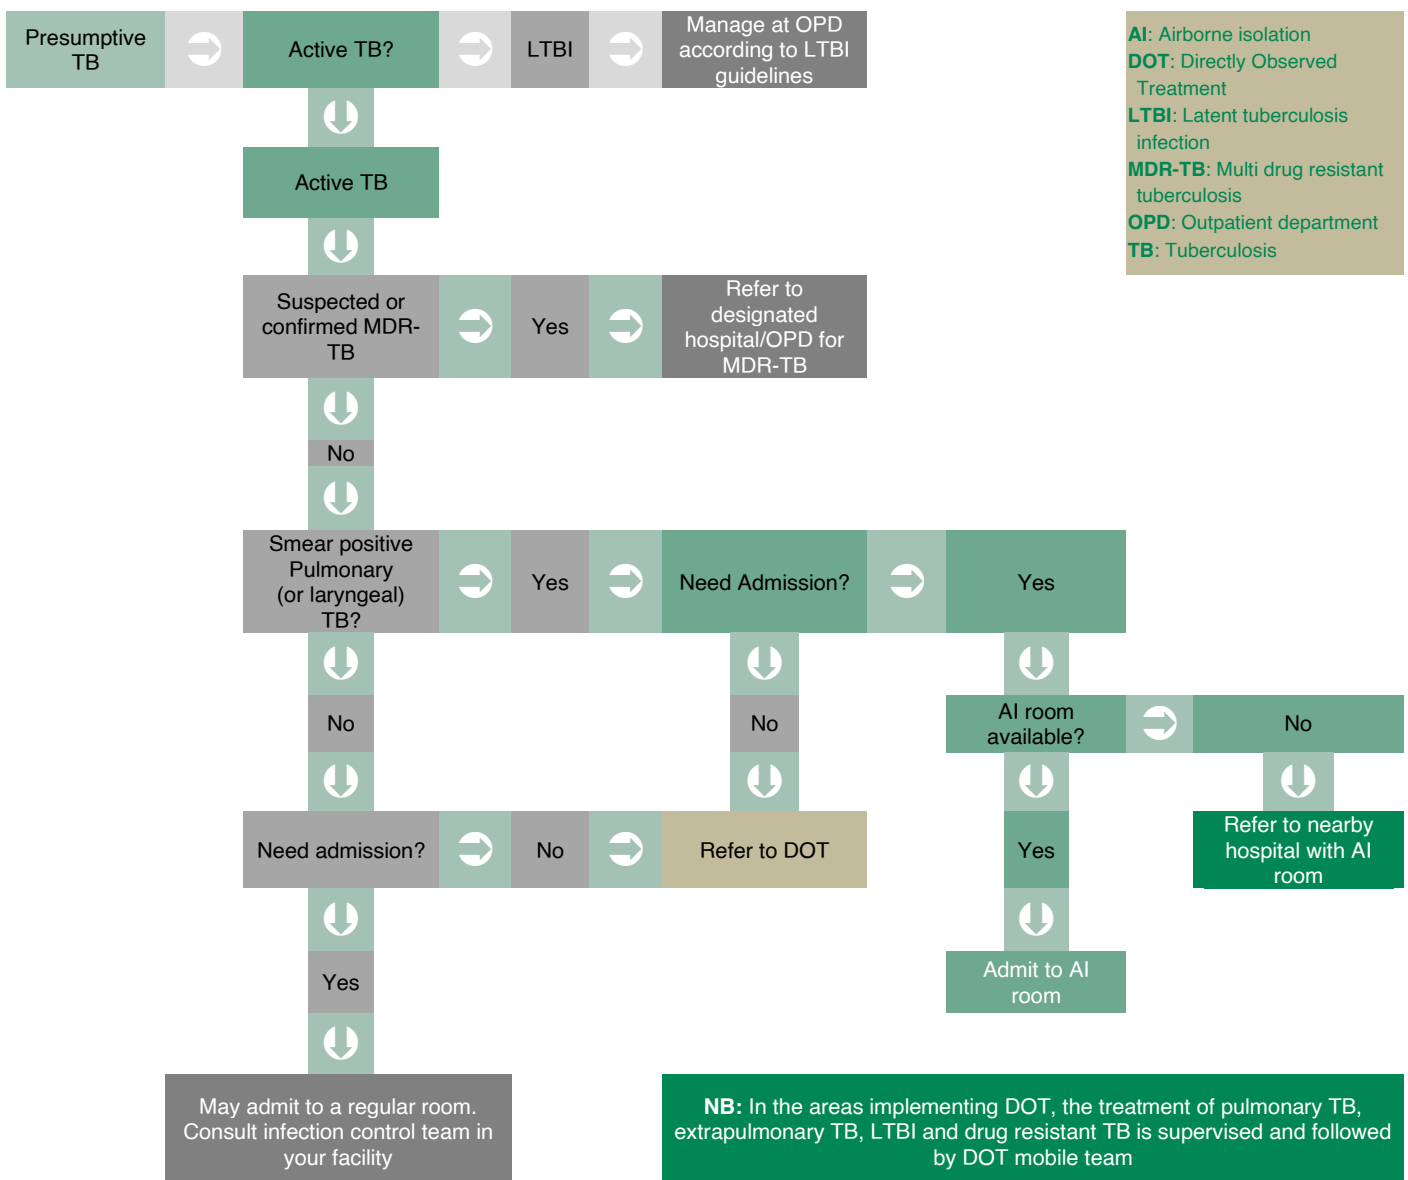 Presumptive
TB
Active TB?
LTBI
Manage at OPD
according to LTBI
guidelines
AI: Airborne isolation
DOT: Directly Observed
Treatment
LTBI: Latent tuberculosis
infection
MDR-TB: Multi drug resistant
tuberculosis
OPD: Outpatient department
TB: Tuberculosis
Active TB
Suspected or
confirmed MDR-
TB
Yes
Refer to
designated
hospital/OPD for
MDR-TB
No
Smear positive
Pulmonary
(or laryngeal)
TB?
Yes
Need Admission?
Yes
No
No
AI room
available?
No
Need admission?
No
Refer to DOT
Yes
Refer to nearby
hospital with AI
room
Yes
Admit to AI
room
May admit to a regular room.
Consult infection control team in
your facility
NB: In the areas implementing DOT, the treatment of pulmonary TB,
extrapulmonary TB, LTBI and drug resistant TB is supervised and followed
by DOT mobile team